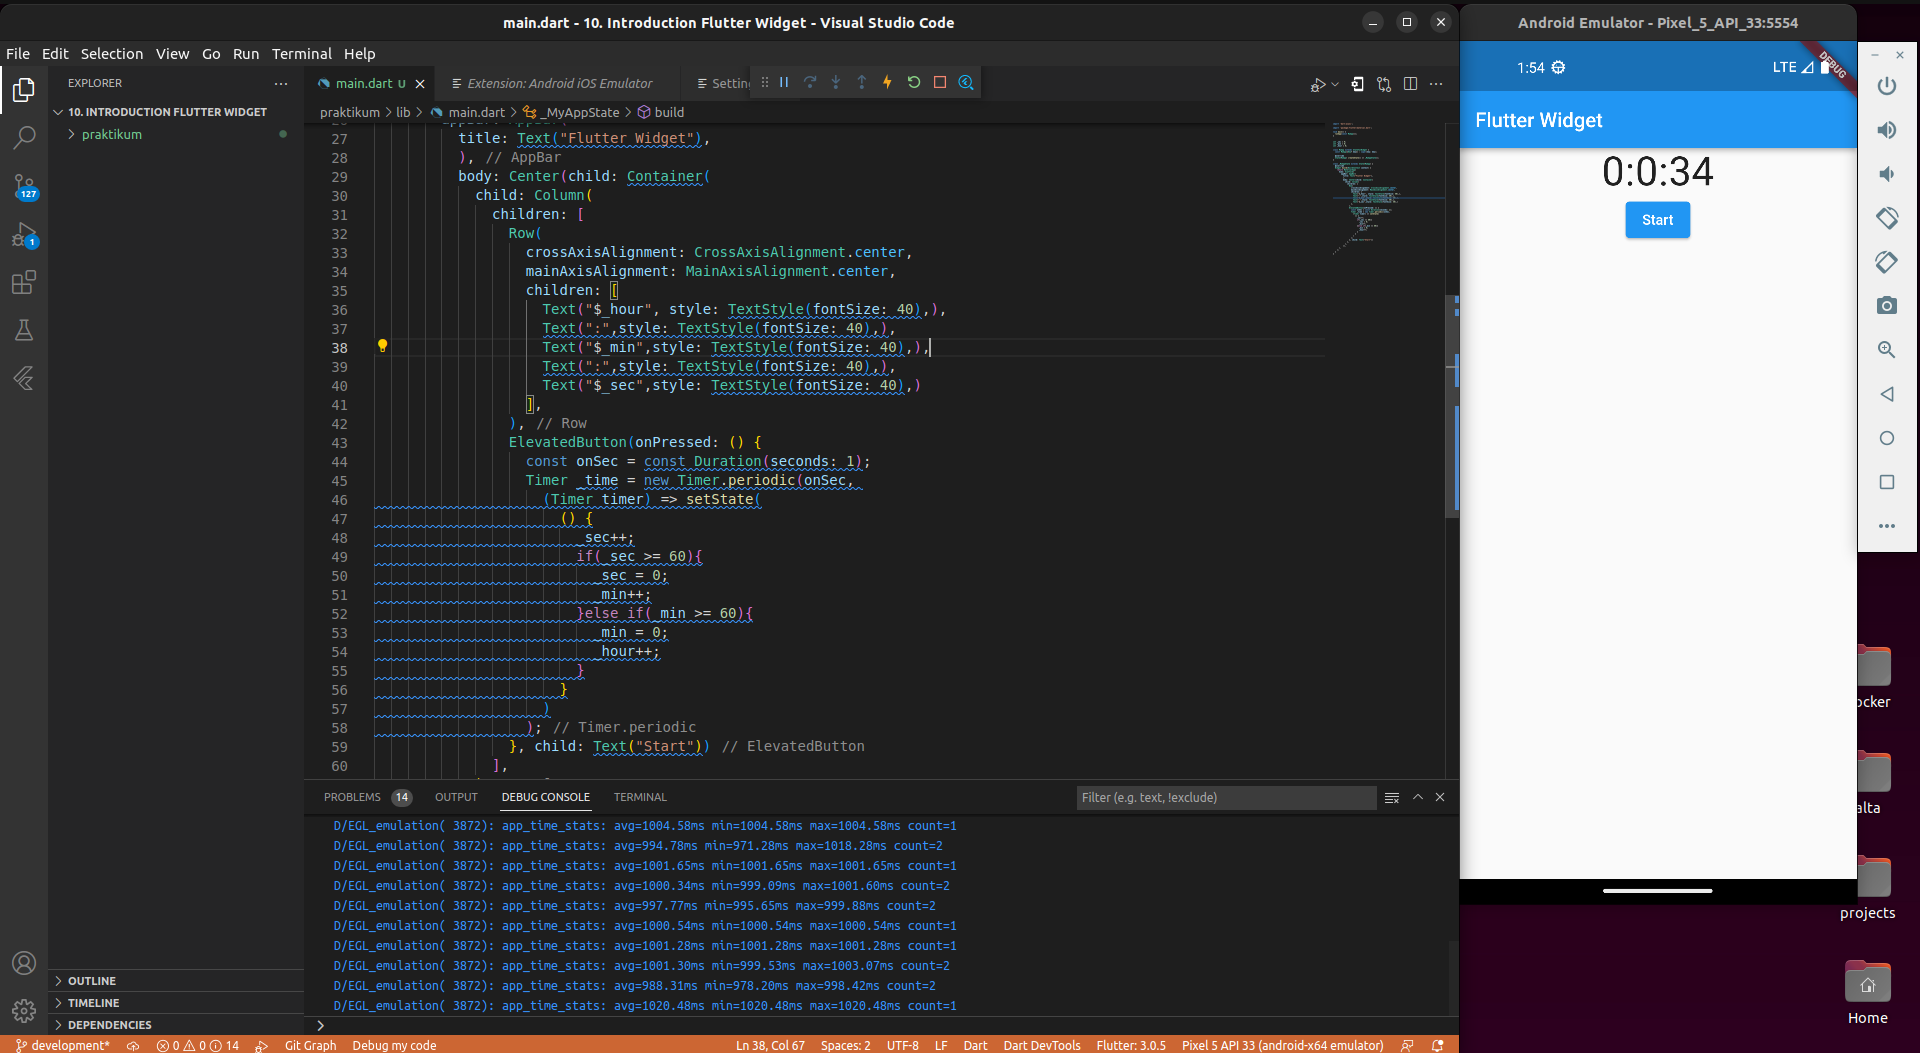 main.dart - 10. Introduction Flutter Widget - Visual Studio Code
File Edit Selection View Go Run Terminal Help
EXPLORER
10. INTRODUCTION FLUTTER WIDGET
praktikum
127
1
OUTLINE
TIMELINE
DEPENDENCIES
main.dart U
Extension: Android iOS Emulator
Settin
praktikum > lib > main.dart > _MyAppState > build
27 title: Text("Flutter Widget"),
28 ), // AppBar
29 body: Center(child: Container(
30 child: Column(
31 children: [
32 Row(
33 crossAxisAlignment: CrossAxisAlignment.center,
34 mainAxisAlignment: MainAxisAlignment.center,
35 children: [
36 Text("$_hour", style: TextStyle(fontSize: 40),),
37 Text(":",style: TextStyle(fontSize: 40),),
38 Text("$_min",style: TextStyle(fontSize: 40),),
39 Text(":",style: TextStyle(fontSize: 40),),
40 Text("$_sec",style: TextStyle(fontSize: 40),)
41 ],
42 ), // Row
43 ElevatedButton(onPressed: () {
44 const onSec = const Duration(seconds: 1);
45 Timer _time = new Timer.periodic(onSec,
46 (Timer timer) => setState(
47 () {
48 _sec++;
49 if(_sec >= 60){
50 _sec = 0;
51 _min++;
52 }else if(_min >= 60){
53 _min = 0;
54 _hour++;
55 }
56 }
57 )
58 ); // Timer.periodic
59 }, child: Text("Start")) // ElevatedButton
60 ],
PROBLEMS 14 OUTPUT DEBUG CONSOLE TERMINAL
Filter (e.g. text, !exclude)
D/EGL_emulation( 3872): app_time_stats: avg=1004.58ms min=1004.58ms max=1004.58ms count=1
D/EGL_emulation( 3872): app_time_stats: avg=994.78ms min=971.28ms max=1018.28ms count=2
D/EGL_emulation( 3872): app_time_stats: avg=1001.65ms min=1001.65ms max=1001.65ms count=1
D/EGL_emulation( 3872): app_time_stats: avg=1000.34ms min=999.09ms max=1001.60ms count=2
D/EGL_emulation( 3872): app_time_stats: avg=997.77ms min=995.65ms max=999.88ms count=2
D/EGL_emulation( 3872): app_time_stats: avg=1000.54ms min=1000.54ms max=1000.54ms count=1
D/EGL_emulation( 3872): app_time_stats: avg=1001.28ms min=1001.28ms max=1001.28ms count=1
D/EGL_emulation( 3872): app_time_stats: avg=1001.30ms min=999.53ms max=1003.07ms count=2
D/EGL_emulation( 3872): app_time_stats: avg=988.31ms min=978.20ms max=998.42ms count=2
D/EGL_emulation( 3872): app_time_stats: avg=1020.48ms min=1020.48ms max=1020.48ms count=1
>
development* 0 0 14 Git Graph Debug my code
Ln 38, Col 67 Spaces: 2 UTF-8 LF Dart Dart DevTools Flutter: 3.0.5 Pixel 5 API 33 (android-x64 emulator)
Android Emulator - Pixel_5_API_33:5554
1:54 LTE
DEBUG
Flutter Widget
0:0:34
Start
ocker
alta
projects
Home